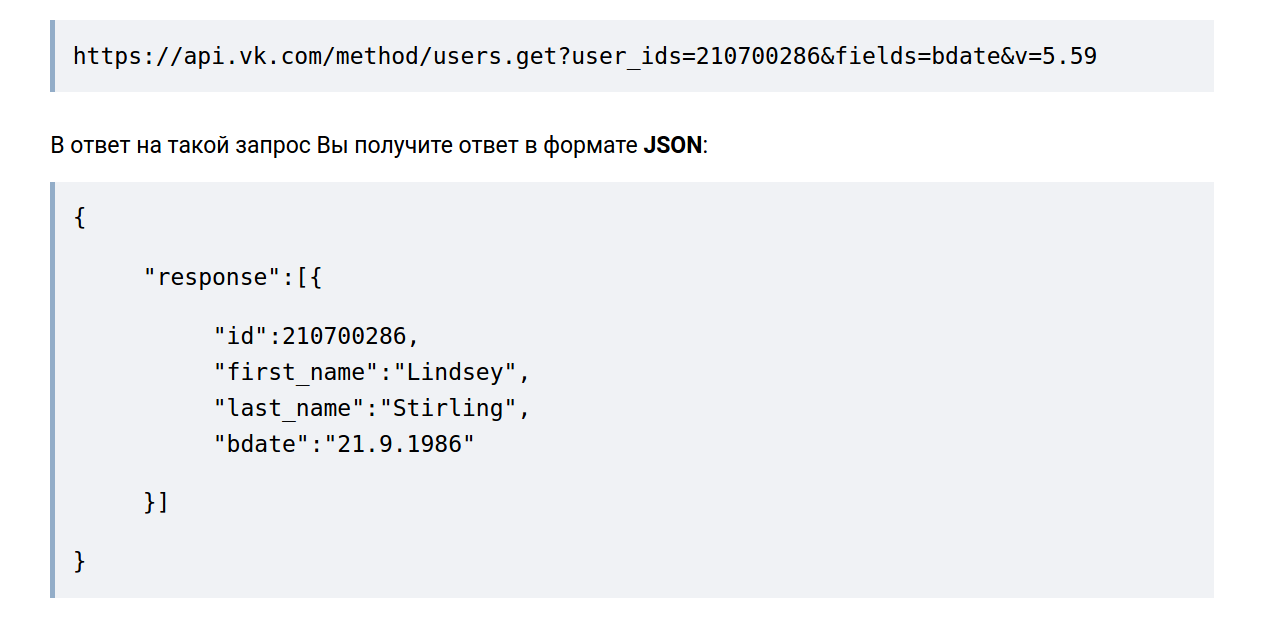 https://api.vk.com/method/users.get?user_ids=210700286&fields=bdate&v=5.59
В ответ на такой запрос Вы получите ответ в формате JSON:
{
"response":[{
"id":210700286,
"first_name":"Lindsey",
"last_name":"Stirling",
"bdate":"21.9.1986"
}]
}